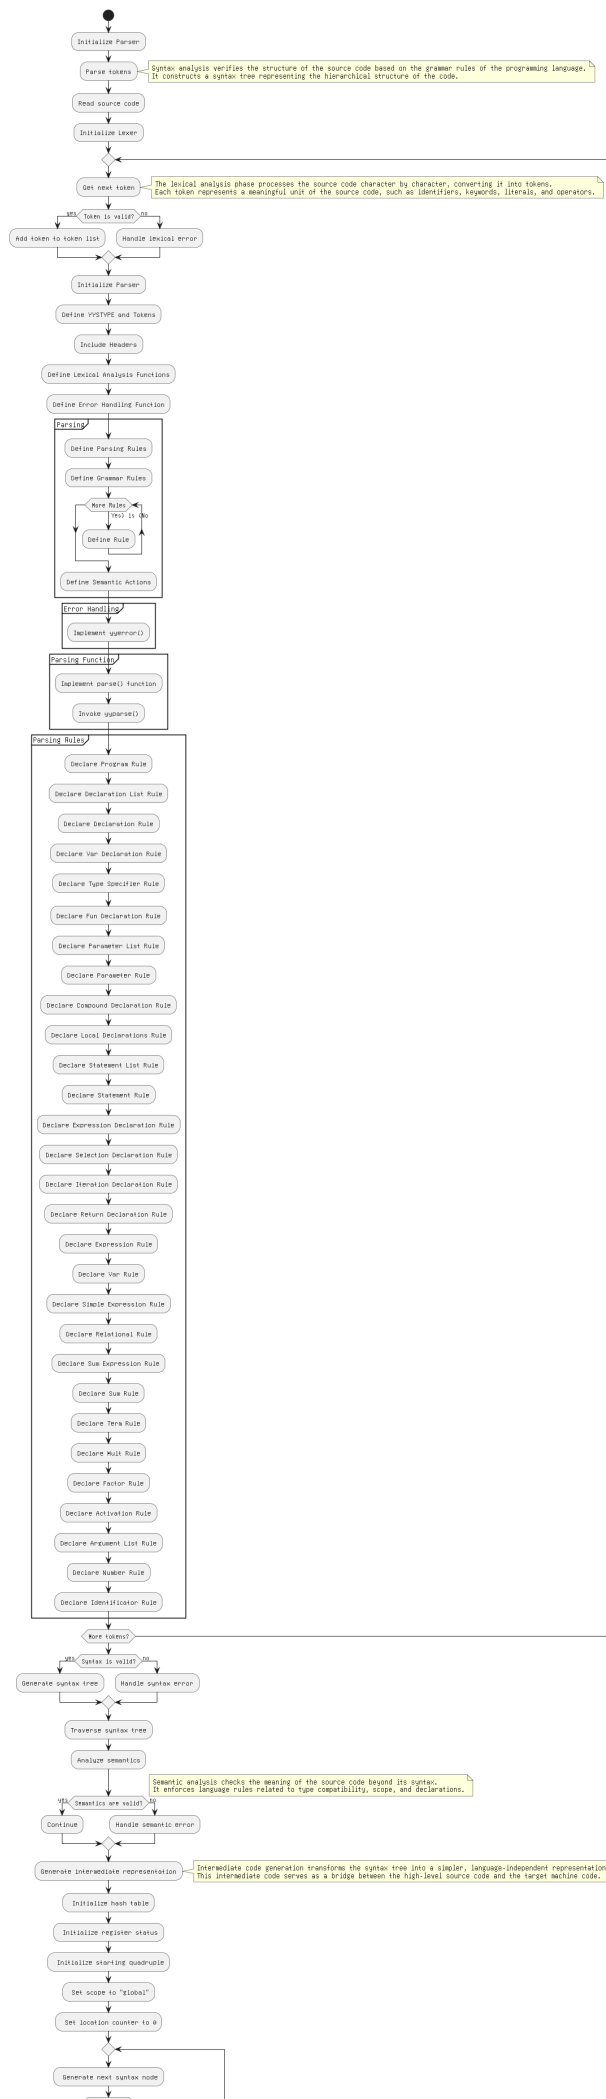 Initialize Parser
Parse tokens
Syntax analysis verifies the structure of the source code based on the grammar rules of the programming language.
It constructs a syntax tree representing the hierarchical structure of the code.
Read source code
Initialize Lexer
Get next token
The lexical analysis phase processes the source code character by character, converting it into tokens.
Each token represents a meaningful unit of the source code, such as identifiers, keywords, literals, and operators.
yes
Token is valid?
no
Add token to token list
Handle lexical error
Initialize Parser
Define YYSTYPE and Tokens
Include Headers
Define Lexical Analysis Functions
Define Error Handling Function
Parsing
Define Parsing Rules
Define Grammar Rules
More Rules
Yes) is (No
Define Rule
Define Semantic Actions
Error Handling
Implement yyerror()
Parsing Function
Implement parse() function
Invoke yyparse()
Parsing Rules
Declare Program Rule
Declare Declaration List Rule
Declare Declaration Rule
Declare Var Declaration Rule
Declare Type Specifier Rule
Declare Fun Declaration Rule
Declare Parameter List Rule
Declare Parameter Rule
Declare Compound Declaration Rule
Declare Local Declarations Rule
Declare Statement List Rule
Declare Statement Rule
Declare Expression Declaration Rule
Declare Selection Declaration Rule
Declare Iteration Declaration Rule
Declare Return Declaration Rule
Declare Expression Rule
Declare Var Rule
Declare Simple Expression Rule
Declare Relational Rule
Declare Sum Expression Rule
Declare Sum Rule
Declare Term Rule
Declare Mult Rule
Declare Factor Rule
Declare Activation Rule
Declare Argument List Rule
Declare Number Rule
Declare Identificator Rule
More tokens?
yes
Syntax is valid?
no
Generate syntax tree
Handle syntax error
Traverse syntax tree
Analyze semantics
Semantic analysis checks the meaning of the source code beyond its syntax.
It enforces language rules related to type compatibility, scope, and declarations.
yes
Semantics are valid?
no
Continue
Handle semantic error
Generate intermediate representation
Intermediate code generation transforms the syntax tree into a simpler, language-independent representation
This intermediate code serves as a bridge between the high-level source code and the target machine code.
Initialize hash table
Initialize register status
Initialize starting quadruple
Set scope to "global"
Set location counter to 0
Generate next syntax node